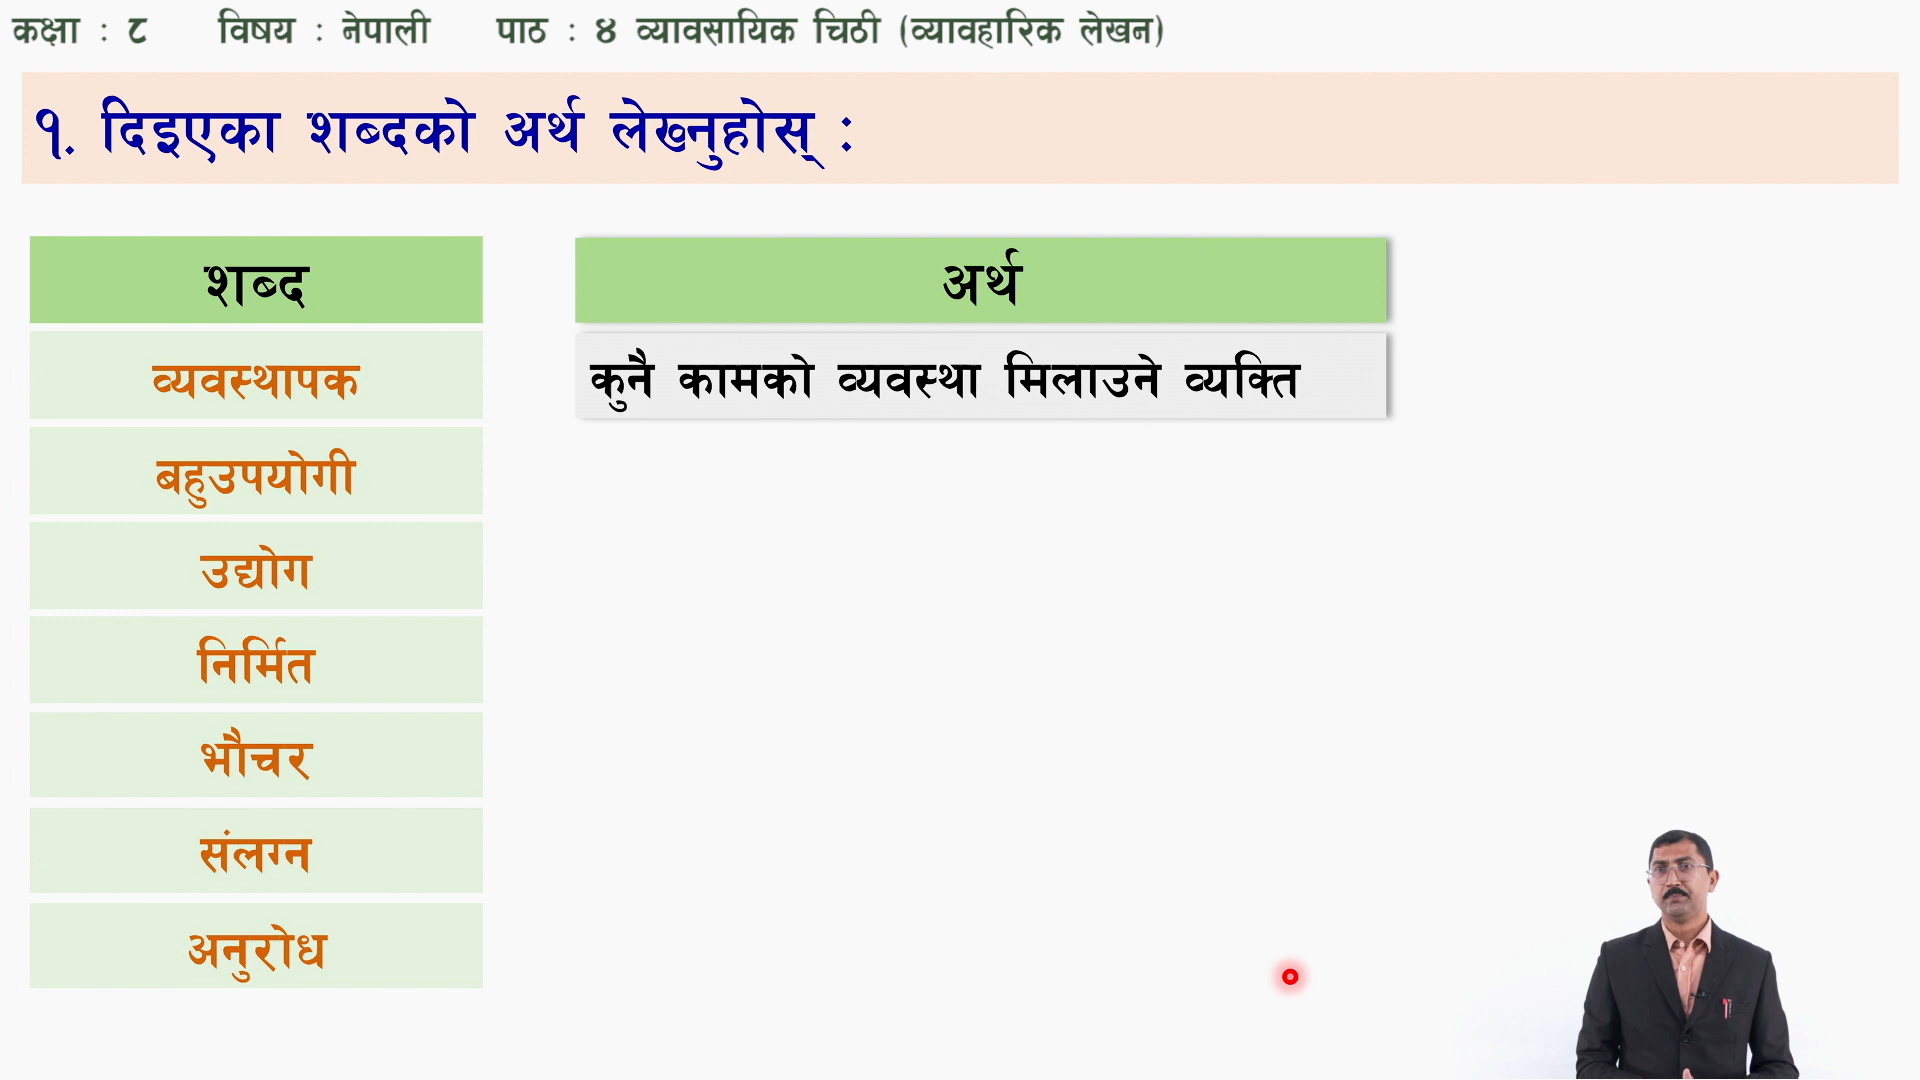 कक्षा : ८ विषय : नेपाली पाठ : ४ व्यावसायिक चिठी (व्यावहारिक लेखन)
१. दिइएका शब्दको अर्थ लेख्नुहोस् :
शब्द अर्थ
व्यवस्थापक कुनै कामको व्यवस्था मिलाउने व्यक्ति
बहुउपयोगी
उद्योग
निर्मित
भौचर
संलग्न
अनुरोध